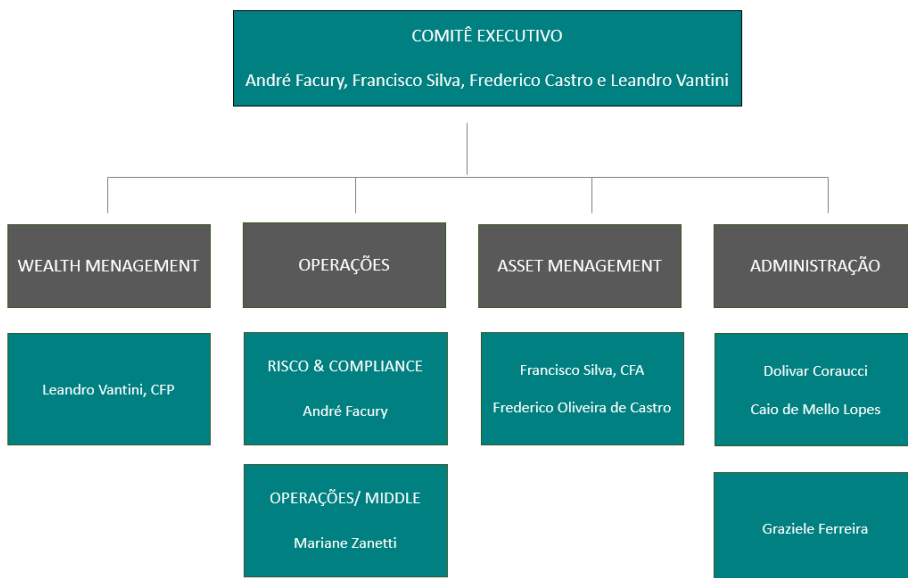 COMITÊ EXECUTIVO
André Facury, Francisco Silva, Frederico Castro e Leandro Vantini
WEALTH MENAGEMENT
OPERAÇÕES
ASSET MENAGEMENT
ADMINISTRAÇÃO
Leandro Vantini, CFP
RISCO & COMPLIANCE
André Facury
Francisco Silva, CFA
Frederico Oliveira de Castro
Dolivar Coraucci
Caio de Mello Lopes
OPERAÇÕES/ MIDDLE
Mariane Zanetti
Graziele Ferreira